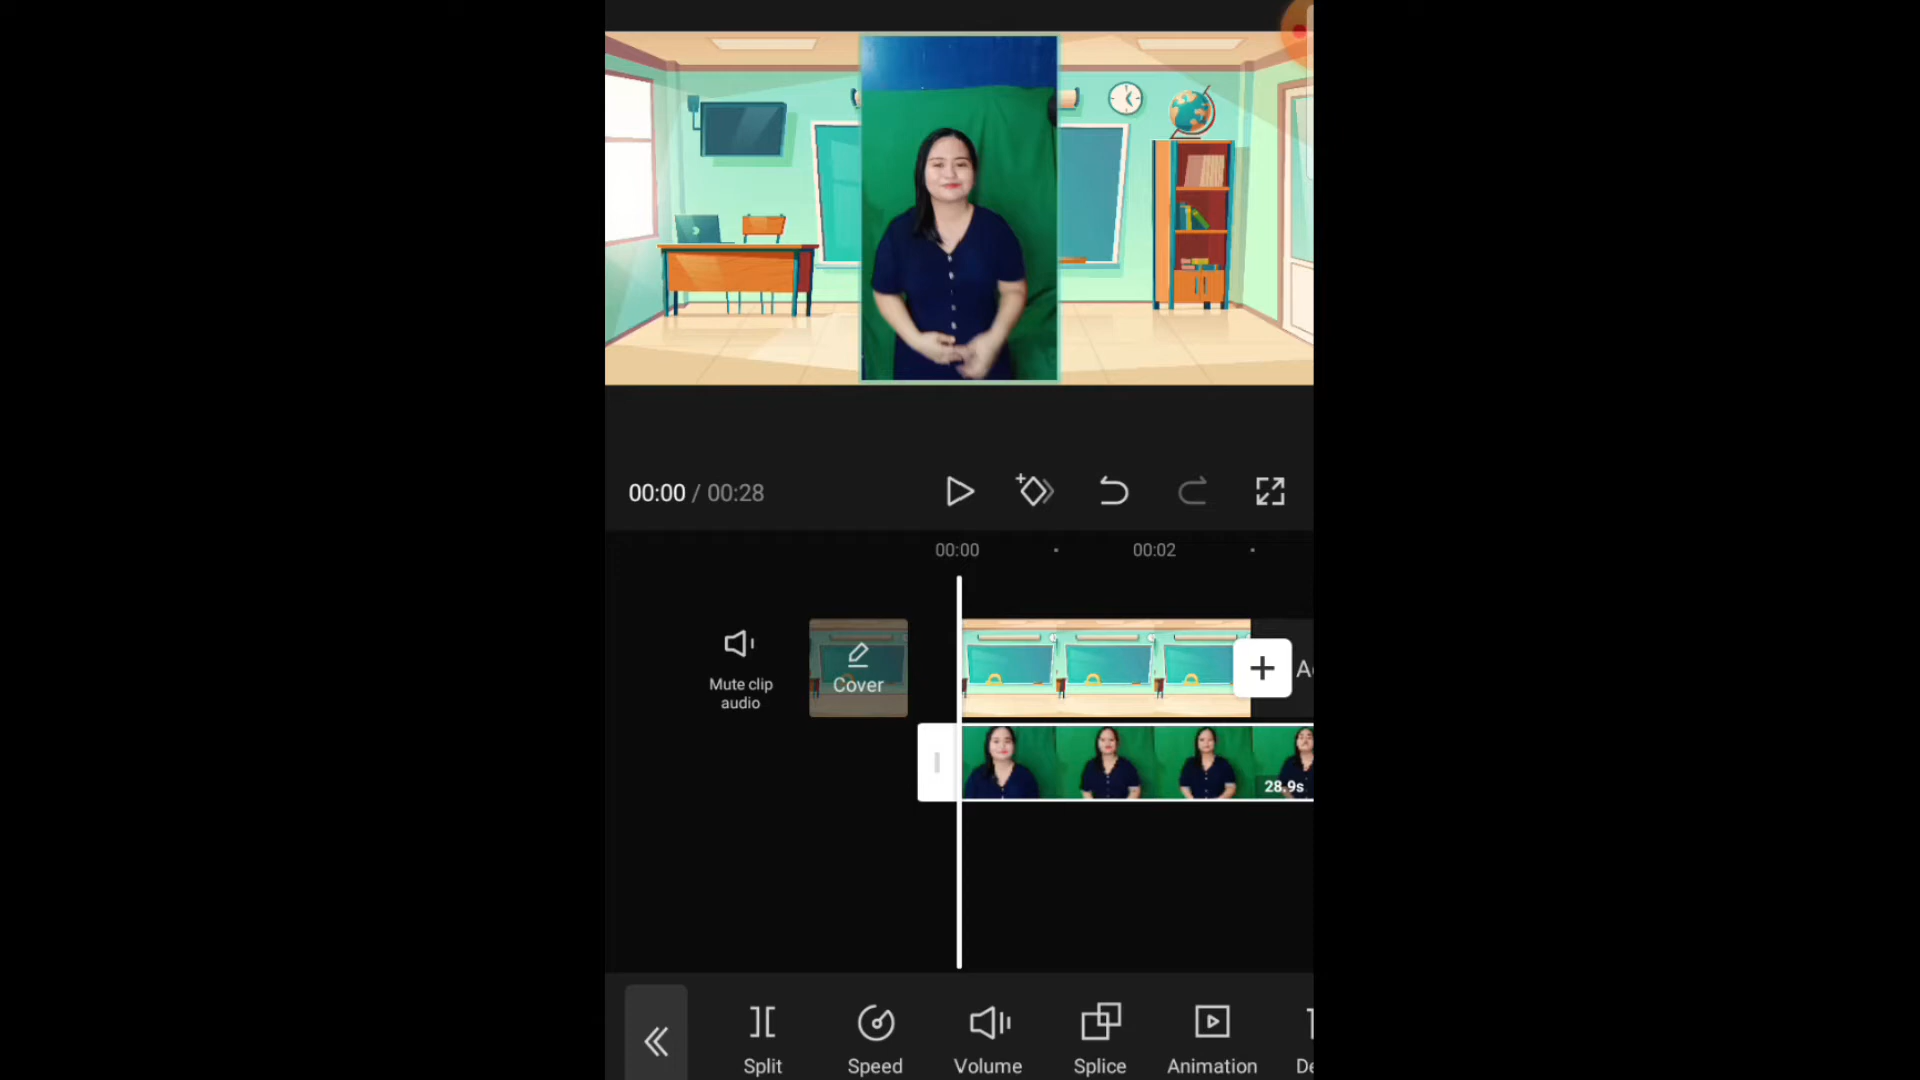 00:00 / 00:28
00:00
00:02
Mute clip
audio
Cover
28.9s
Split
Speed
Volume
Splice
Animation